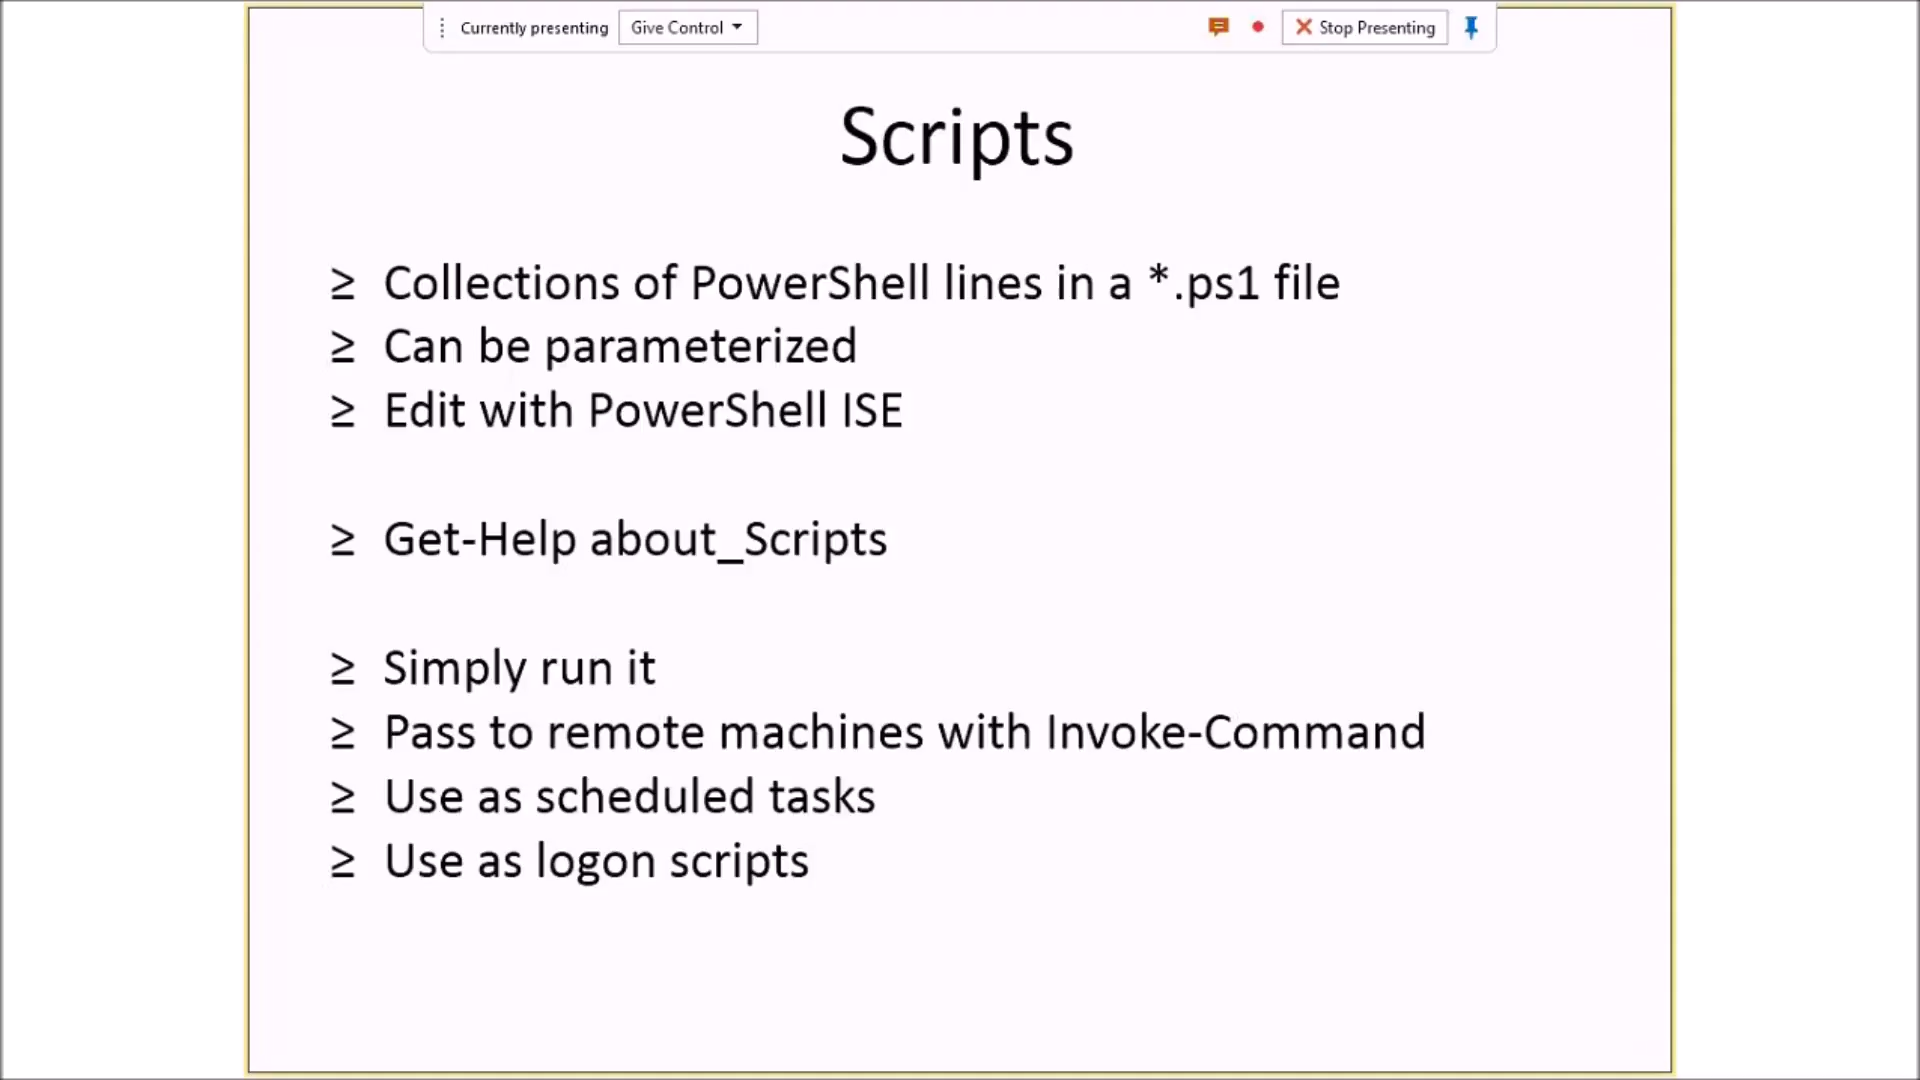 Currently presenting Give Control Stop Presenting
Scripts
≥ Collections of PowerShell lines in a *.ps1 file
≥ Can be parameterized
≥ Edit with PowerShell ISE
≥ Get-Help about_Scripts
≥ Simply run it
≥ Pass to remote machines with Invoke-Command
≥ Use as scheduled tasks
≥ Use as logon scripts